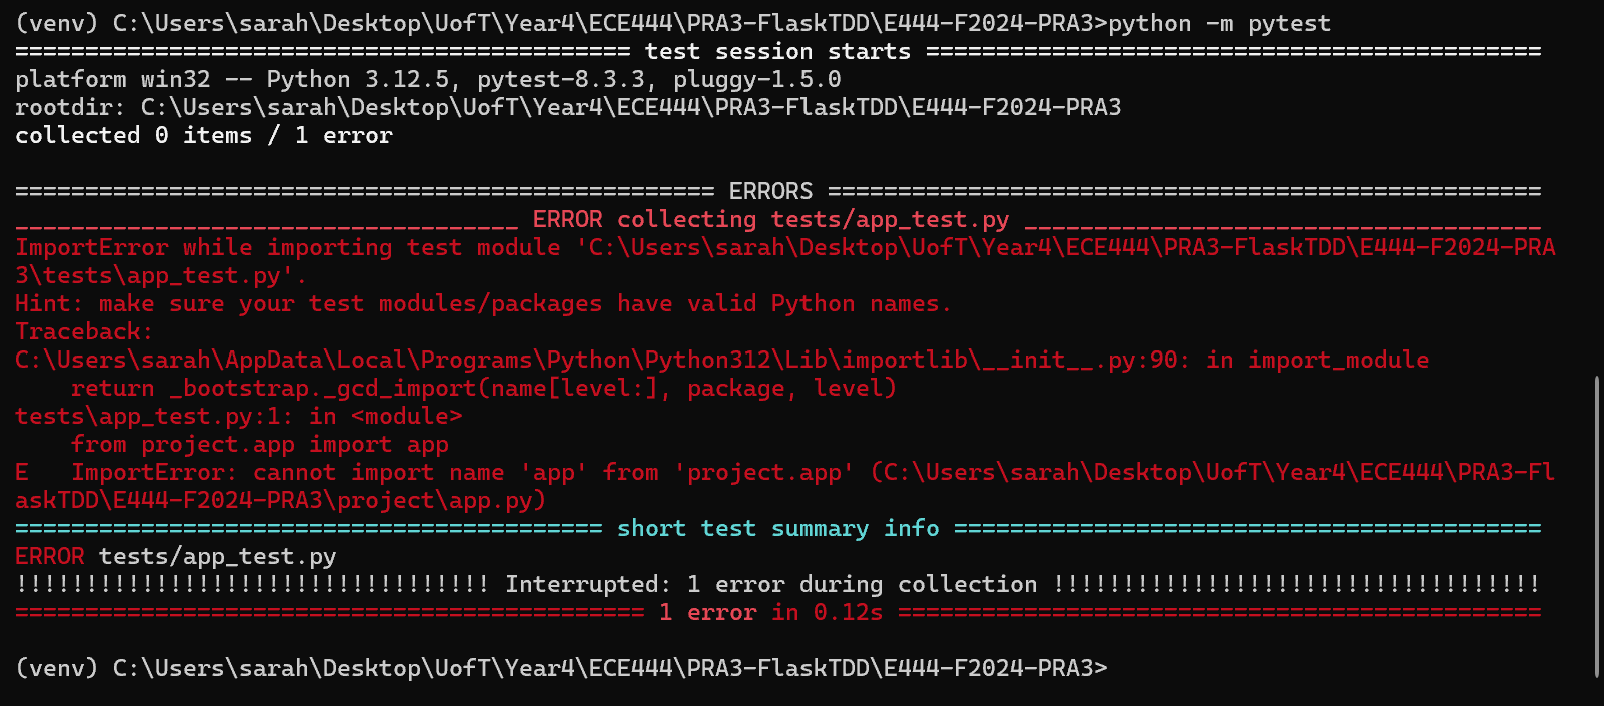 (venv) C:\Users\sarah\Desktop\UofT\Year4\ECE444\PRA3-FlaskTDD\E444-F2024-PRA3>python -m pytest
============================================ test session starts ============================================
platform win32 -- Python 3.12.5, pytest-8.3.3, pluggy-1.5.0
rootdir: C:\Users\sarah\Desktop\UofT\Year4\ECE444\PRA3-FlaskTDD\E444-F2024-PRA3
collected 0 items / 1 error
================================================== ERRORS ===================================================
____________________________________ ERROR collecting tests/app_test.py _____________________________________
ImportError while importing test module 'C:\Users\sarah\Desktop\UofT\Year4\ECE444\PRA3-FlaskTDD\E444-F2024-PRA
3\tests\app_test.py'.
Hint: make sure your test modules/packages have valid Python names.
Traceback:
C:\Users\sarah\AppData\Local\Programs\Python\Python312\Lib\importlib\__init__.py:90: in import_module
    return _bootstrap._gcd_import(name[level:], package, level)
tests\app_test.py:1: in <module>
    from project.app import app
E   ImportError: cannot import name 'app' from 'project.app' (C:\Users\sarah\Desktop\UofT\Year4\ECE444\PRA3-Fl
askTDD\E444-F2024-PRA3\project\app.py)
========================================== short test summary info ==========================================
ERROR tests/app_test.py
!!!!!!!!!!!!!!!!!!!!!!!!!!!!!!!!!! Interrupted: 1 error during collection !!!!!!!!!!!!!!!!!!!!!!!!!!!!!!!!!!!
============================================= 1 error in 0.12s ==============================================
(venv) C:\Users\sarah\Desktop\UofT\Year4\ECE444\PRA3-FlaskTDD\E444-F2024-PRA3>